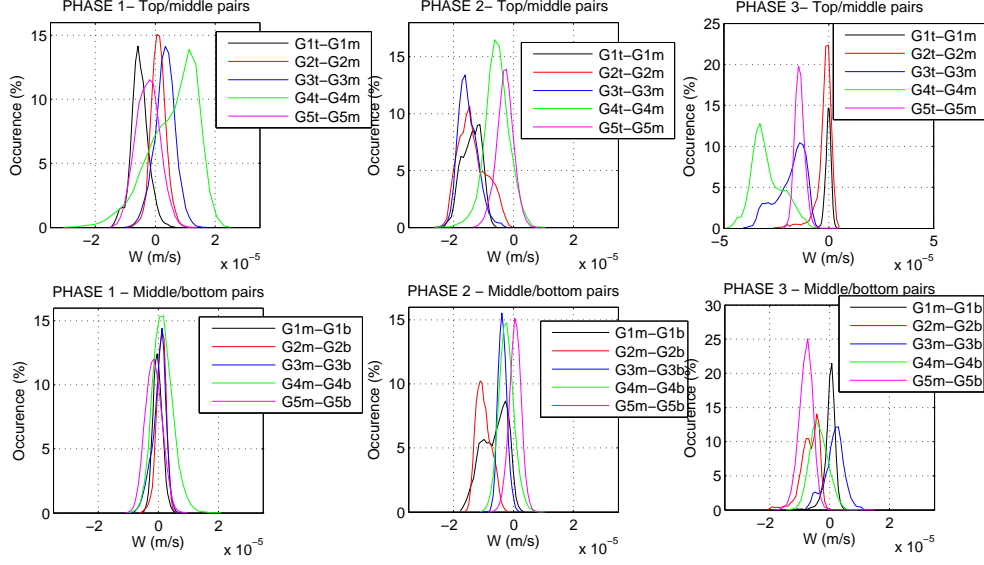 PHASE 1− Top/middle pairs
15
10
5
0
Occurence (%)
−2
0
2
W (m/s)
x 10⁻⁵
G1t−G1m
G2t−G2m
G3t−G3m
G4t−G4m
G5t−G5m
PHASE 2− Top/middle pairs
15
10
5
0
Occurence (%)
−2
0
2
W (m/s)
x 10⁻⁵
G1t−G1m
G2t−G2m
G3t−G3m
G4t−G4m
G5t−G5m
PHASE 3− Top/middle pairs
25
20
15
10
5
0
Occurence (%)
−5
0
5
W (m/s)
x 10⁻⁵
G1t−G1m
G2t−G2m
G3t−G3m
G4t−G4m
G5t−G5m
PHASE 1 − Middle/bottom pairs
15
10
5
0
Occurence (%)
−2
0
2
W (m/s)
x 10⁻⁵
G1m−G1b
G2m−G2b
G3m−G3b
G4m−G4b
G5m−G5b
PHASE 2 − Middle/bottom pairs
15
10
5
0
Occurence (%)
−2
0
2
W (m/s)
x 10⁻⁵
G1m−G1b
G2m−G2b
G3m−G3b
G4m−G4b
G5m−G5b
PHASE 3 − Middle/bottom pairs
30
25
20
15
10
5
0
Occurence (%)
−2
0
2
W (m/s)
x 10⁻⁵
G1m−G1b
G2m−G2b
G3m−G3b
G4m−G4b
G5m−G5b